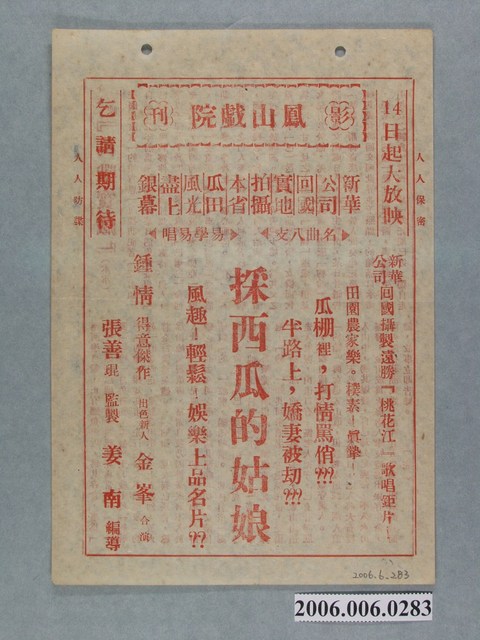 影 鳳山戲院 刊
14日起大放映
乞請期待
人人保密
人人防諜
新華公司回國實地拍攝本省瓜田風光盡上銀幕
名曲八支
易學易唱
新華公司回國攝製遠勝「桃花江」歌唱鉅片！
田園農家樂。樸素！眞摯！
瓜棚裡，打情罵俏???
半路上，嬌妻被劫???
採西瓜的姑娘
風趣！輕鬆！娛樂上品名片??
鍾情 得意傑作 出色新人 金峯 合演
張善琨 監製 姜南 編導
2006.6.283
2006.006.0283